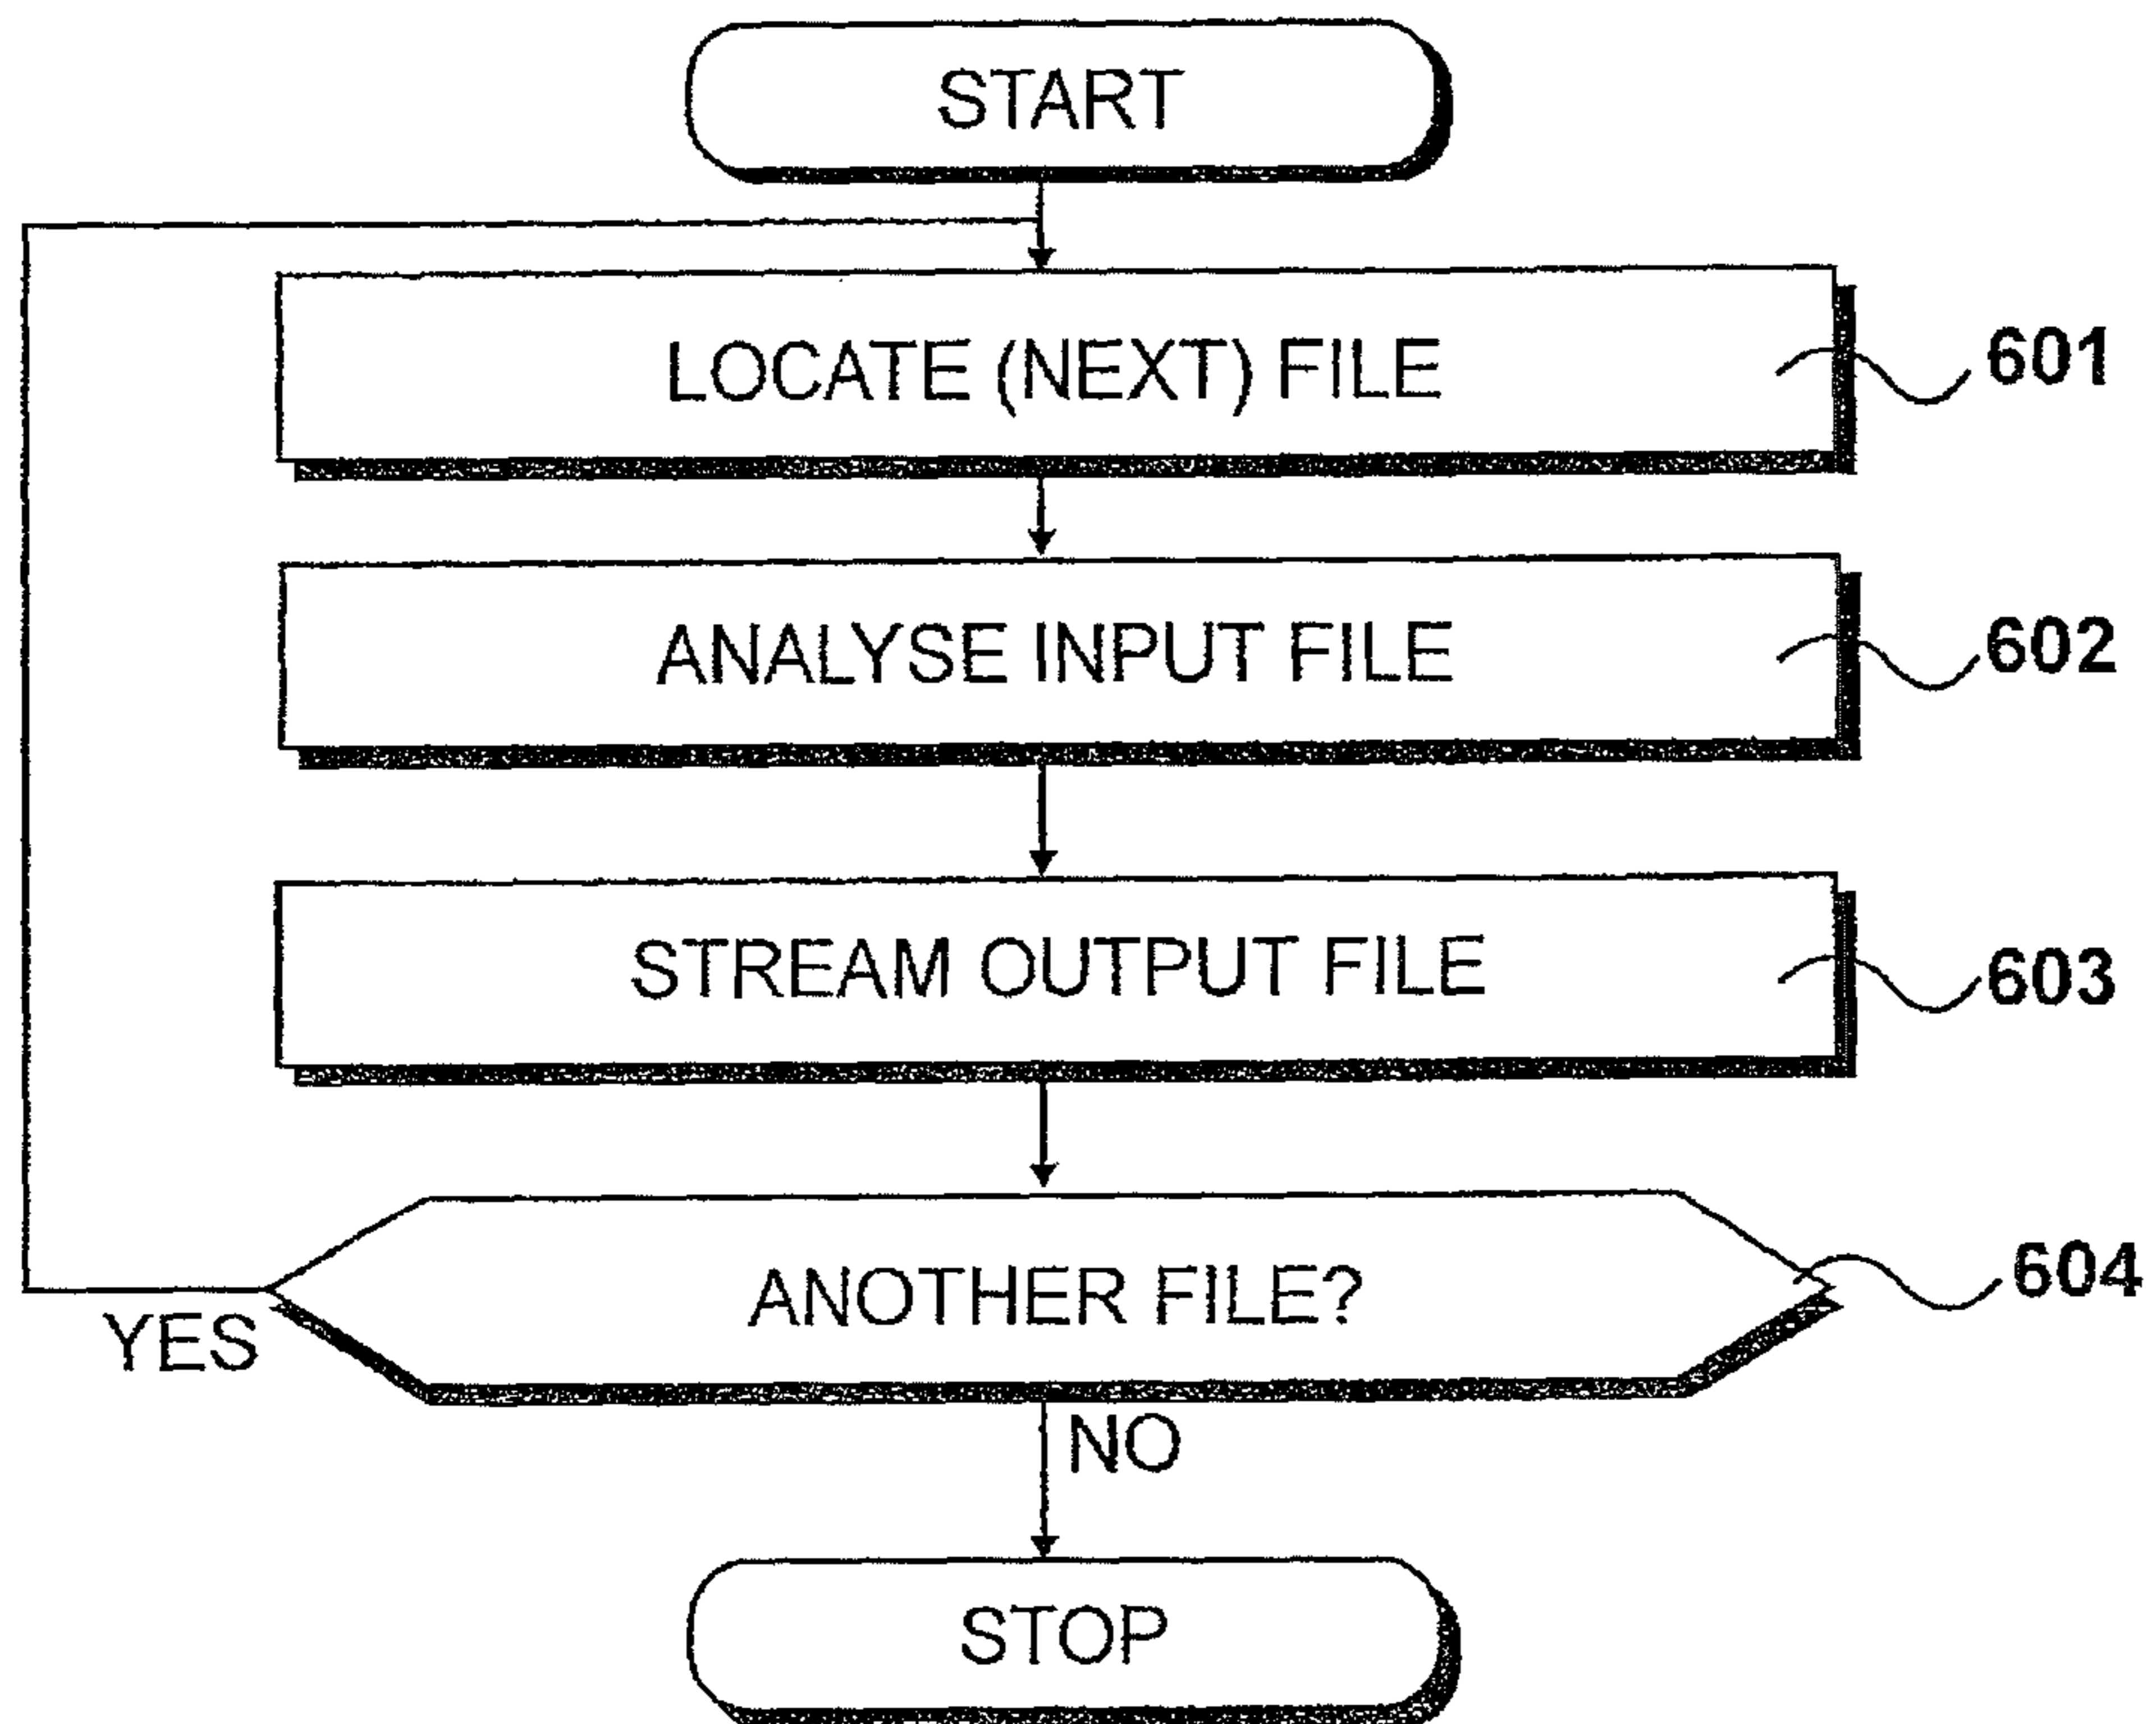 START
LOCATE (NEXT) FILE
601
ANALYSE INPUT FILE
602
STREAM OUTPUT FILE
603
ANOTHER FILE?
604
YES
NO
STOP